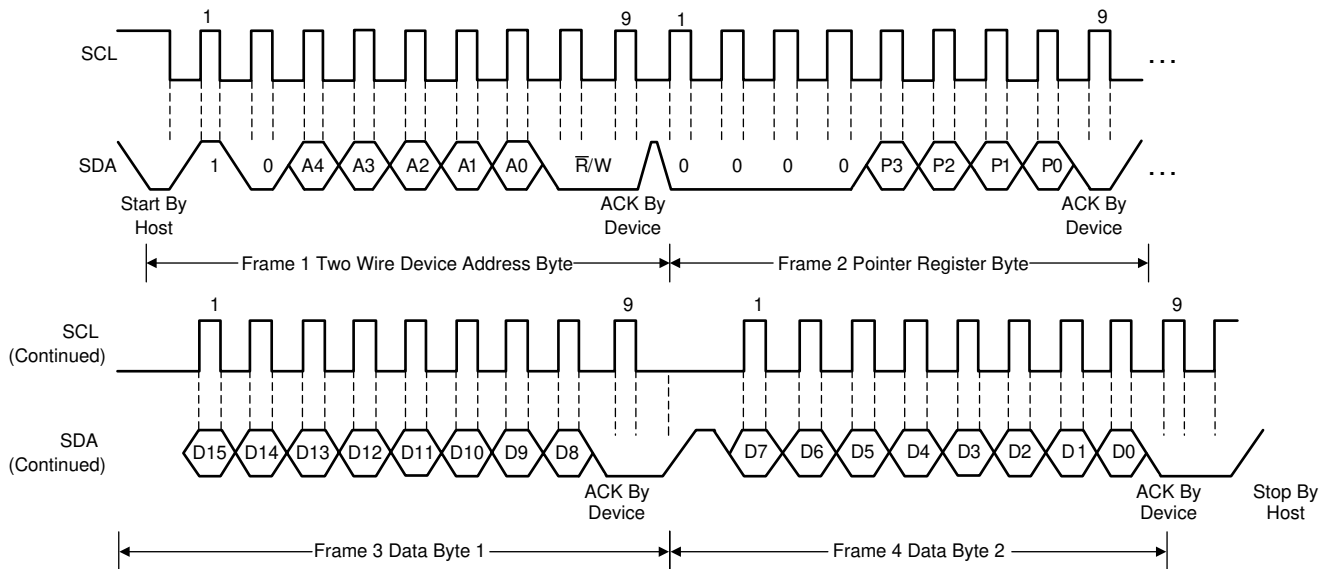 1 9 1 9
SCL ...
SDA 1 0 A4 A3 A2 A1 A0 R̅/W 0 0 0 0 P3 P2 P1 P0 ...
Start By
Host
ACK By
Device
ACK By
Device
Frame 1 Two Wire Device Address Byte
Frame 2 Pointer Register Byte
1 9 1 9
SCL
(Continued)
SDA
(Continued)
D15 D14 D13 D12 D11 D10 D9 D8 D7 D6 D5 D4 D3 D2 D1 D0
ACK By
Device
ACK By
Device
Stop By
Host
Frame 3 Data Byte 1
Frame 4 Data Byte 2